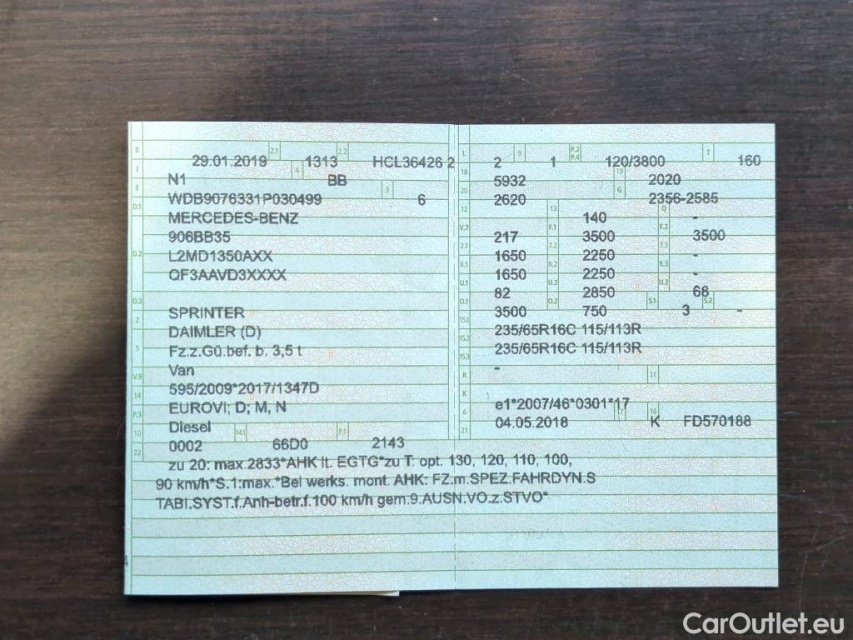 29.01.2019 1313 HCL36426 2
N1 BB
WDB9076331P030499 6
MERCEDES-BENZ
906BB35
L2MD1350AXX
QF3AAVD3XXXX
SPRINTER
DAIMLER (D)
Fz.z.Gü.bef. b. 3,5 t
Van
595/2009*2017/1347D
EUROVI; D; M, N
Diesel
0002 66D0 2143
2 1 120/3800 160
5932 2020
2620 2356-2585
140 -
217 3500 3500
1650 2250 -
1650 2250 -
82 2850 68
3500 750 3 -
235/65R16C 115/113R
235/65R16C 115/113R
-
e1*2007/46*0301*17
04.05.2018 K FD570188
zu 20: max.2833*AHK lt. EGTG*zu T: opt. 130, 120, 110, 100,
90 km/h*S.1:max.*Bei werks. mont. AHK: FZ.m.SPEZ.FAHRDYN.S
TABI.SYST.f.Anh-betr.f.100 km/h gem.9.AUSN.VO.z.STVO*
CarOutlet.eu